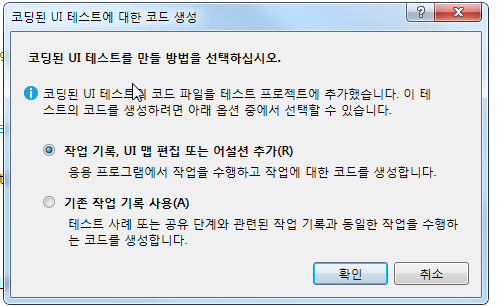 코딩된 UI 테스트에 대한 코드 생성
코딩된 UI 테스트를 만들 방법을 선택하십시오.
코딩된 UI 테스트의 코드 파일을 테스트 프로젝트에 추가했습니다. 이 테
스트의 코드를 생성하려면 아래 옵션 중에서 선택할 수 있습니다.
작업 기록, UI 맵 편집 또는 어설션 추가(R)
응용 프로그램에서 작업을 수행하고 작업에 대한 코드를 생성합니다.
기존 작업 기록 사용(A)
테스트 사례 또는 공유 단계와 관련된 작업 기록과 동일한 작업을 수행하
는 코드를 생성합니다.
확인 취소